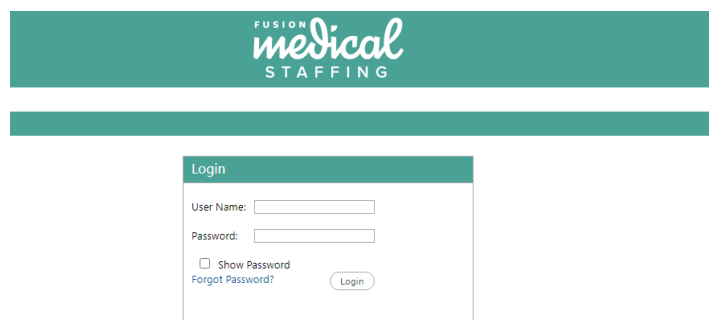 FUSION
medical
STAFFING
Login
User Name:
Password:
Show Password
Forgot Password?
Login